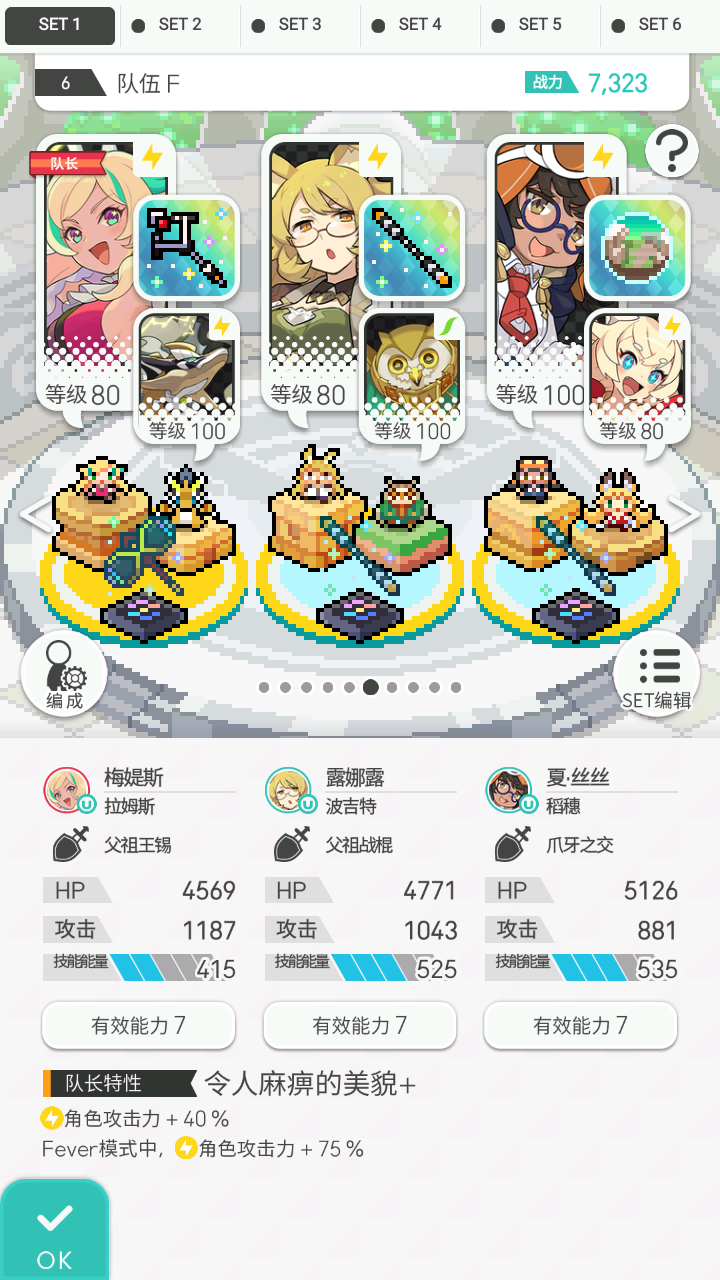 SET 1 SET 2 SET 3 SET 4 SET 5 SET 6
6 队伍 F 战力 7,323
队长
?
等级 80 等级 80 等级 100
等级 100 等级 100 等级 80
编成 SET编辑
梅媞斯 露娜露 夏·丝丝
拉姆斯 波吉特 稻穗
父祖王锡 父祖战棍 爪牙之交
HP 4569 HP 4771 HP 5126
攻击 1187 攻击 1043 攻击 881
技能能量 415 技能能量 525 技能能量 535
有效能力 7 有效能力 7 有效能力 7
队长特性 令人麻痹的美貌+
角色攻击力 + 40 %
Fever模式中, 角色攻击力 + 75 %
OK